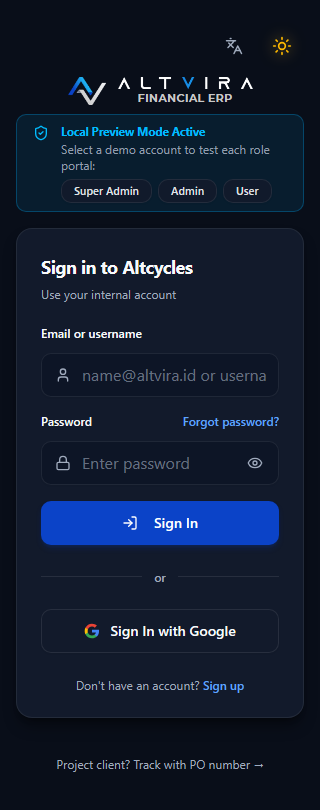 ALTVIRA
FINANCIAL ERP
Local Preview Mode Active
Select a demo account to test each role
portal:
Super Admin
Admin
User
Sign in to Altcycles
Use your internal account
Email or username
name@altvira.id or userna
Password
Forgot password?
Enter password
Sign In
or
Sign In with Google
Don't have an account? Sign up
Project client? Track with PO number →